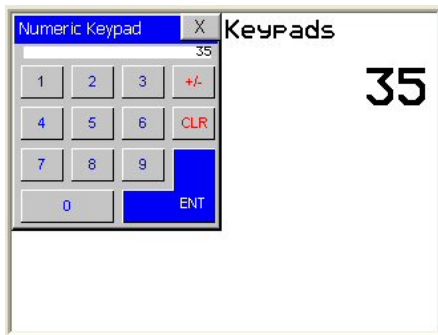 Numeric Keypad X
Keypads
35
35
1 2 3 +/-
4 5 6 CLR
7 8 9
0 ENT